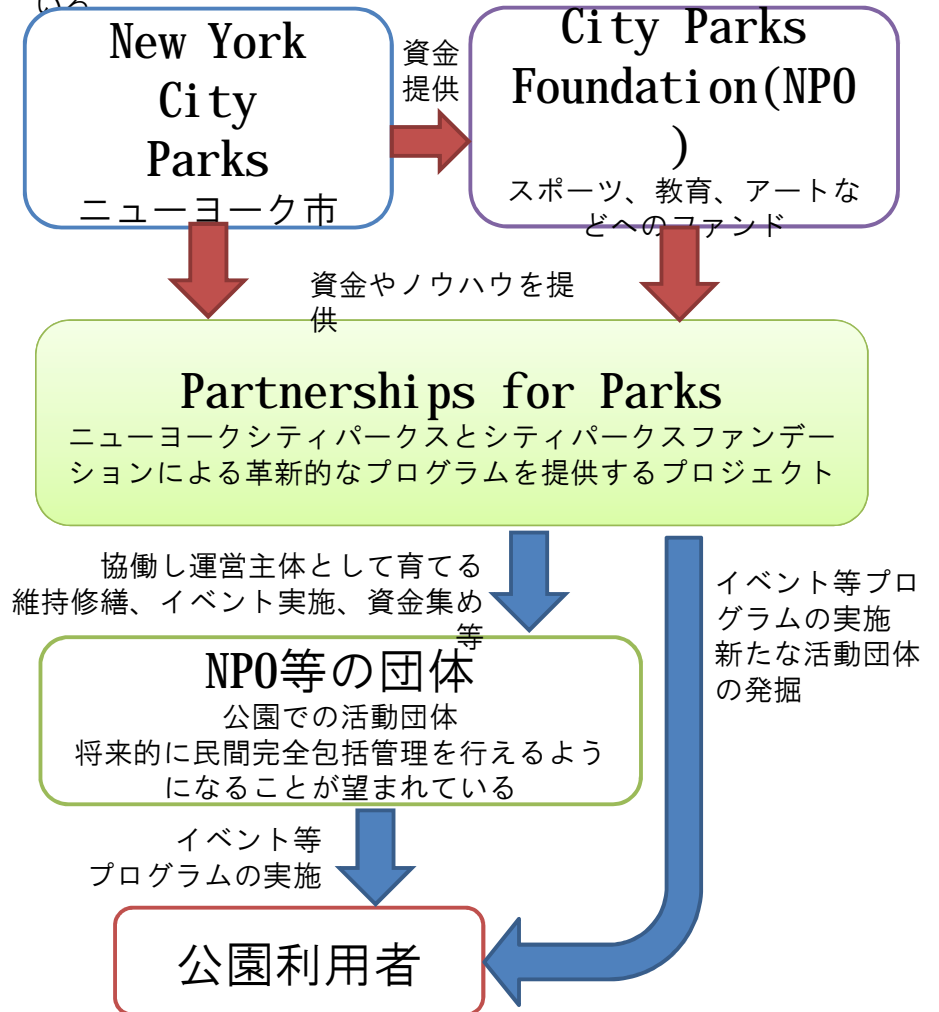 いる
New York
City
Parks
ニューヨーク市
資金
提供
City Parks
Foundation(NPO
)
スポーツ、教育、アートな
どへのファンド
資金やノウハウを提
供
Partnerships for Parks
ニューヨークシティパークスとシティパークスファンデー
ションによる革新的なプログラムを提供するプロジェクト
協働し運営主体として育てる
維持修繕、イベント実施、資金集め
等
イベント等プロ
グラムの実施
新たな活動団体
の発掘
NPO等の団体
公園での活動団体
将来的に民間完全包括管理を行えるよう
になることが望まれている
イベント等
プログラムの実施
公園利用者